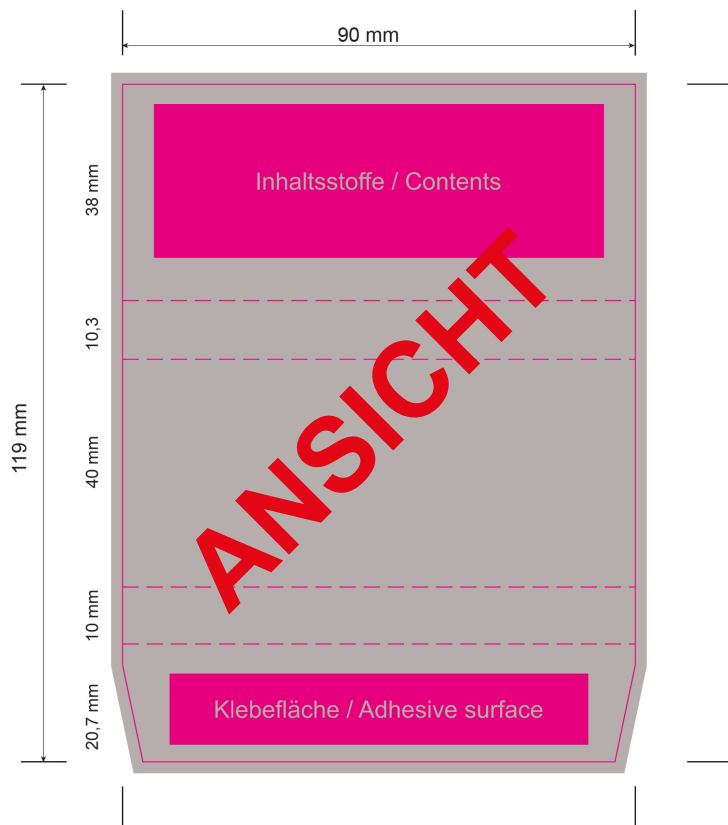 90 mm
Inhaltsstoffe / Contents
38 mm
10,3
119 mm
40 mm
ANSICHT
10 mm
20,7 mm
Klebefläche / Adhesive surface